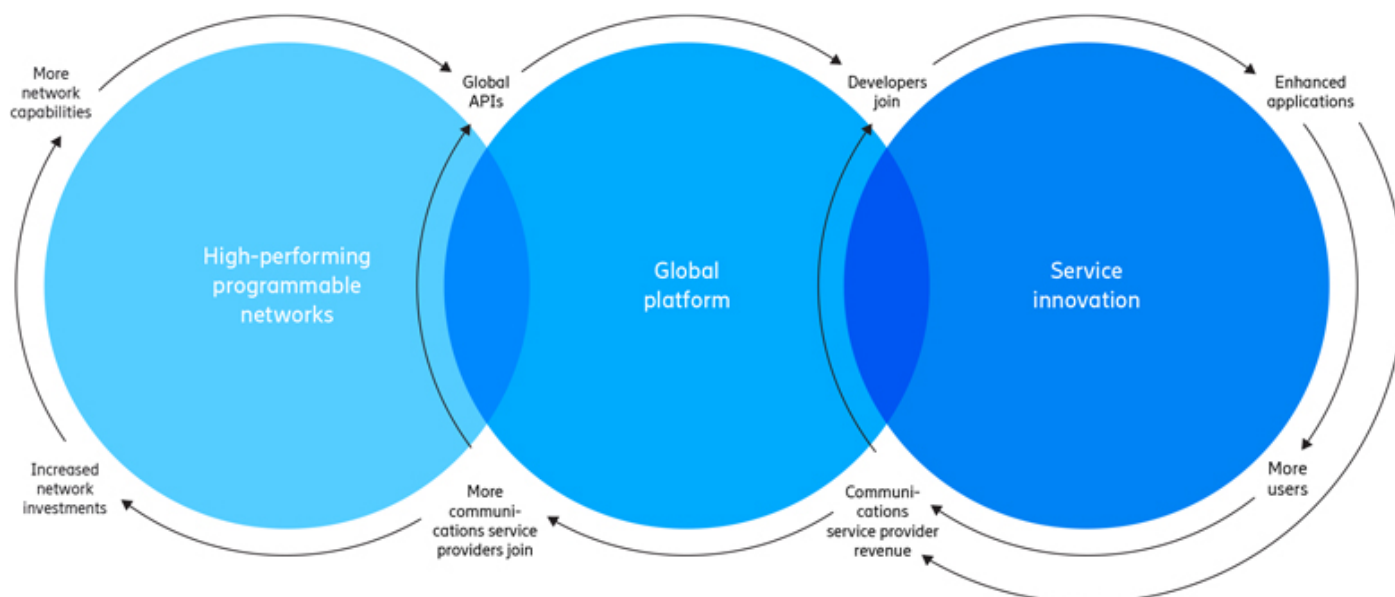 More
network
capabilities
Global
APIs
Developers
join
Enhanced
applications
High-performing
programmable
networks
Global
platform
Service
innovation
Increased
network
investments
More
communi-
cations service
providers join
Communi-
cations
service provider
revenue
More
users